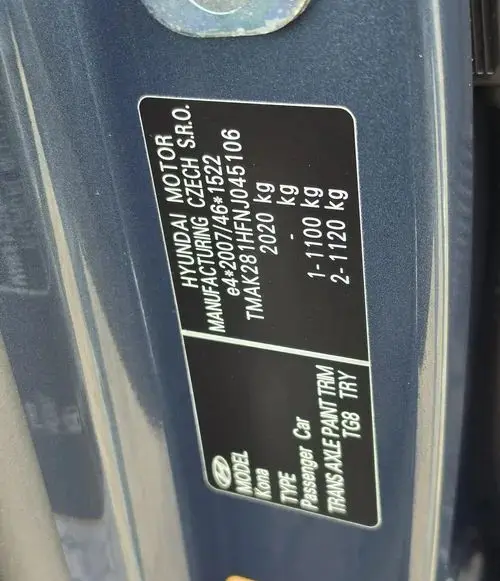 HYUNDAI MOTOR
MANUFACTURING CZECH S.R.O.
e4*2007/46*1522
TMAK281HFNJ045106
2020 kg
- kg
1-1100 kg
2-1120 kg
MODEL
Kona
TYPE
Passenger Car
TRANS AXLE PAINT TRIM
TG8 TRY